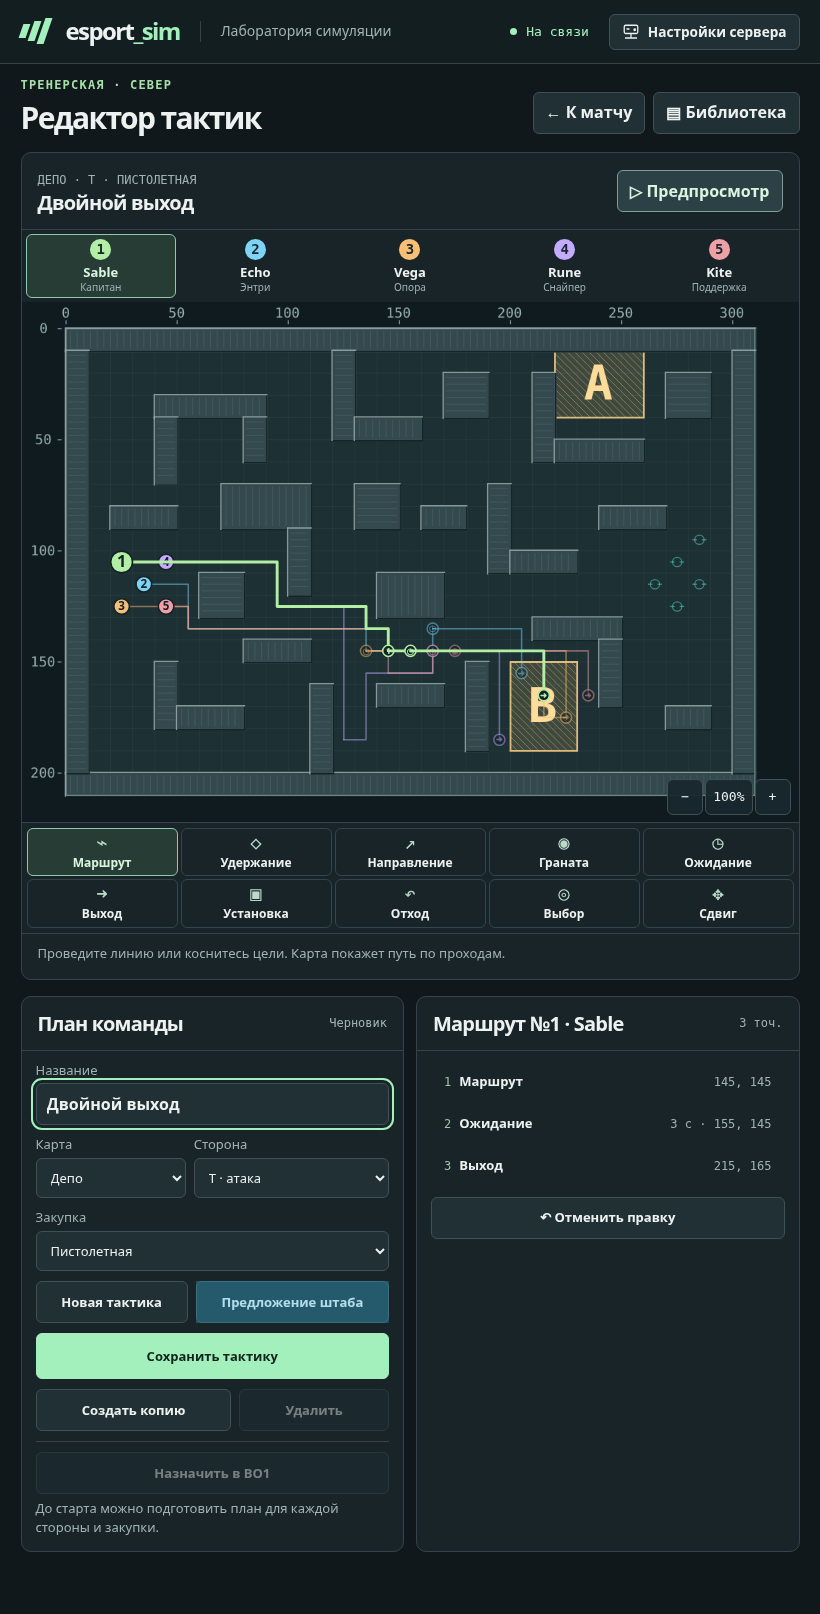 esport_sim
Лаборатория симуляции
На связи
Настройки сервера
ТРЕНЕРСКАЯ · СЕВЕР
Редактор тактик
← К матчу
▤ Библиотека
ДЕПО · Т · ПИСТОЛЕТНАЯ
Двойной выход
▷ Предпросмотр
1
Sable
Капитан
2
Echo
Энтри
3
Vega
Опора
4
Rune
Снайпер
5
Kite
Поддержка
0 50 100 150 200 250 300
0
50
100
150
200
A
B
1
4
2
3
5
− 100% +
Маршрут
Удержание
Направление
Граната
Ожидание
Выход
Установка
Отход
Выбор
Сдвиг
Проведите линию или коснитесь цели. Карта покажет путь по проходам.
План команды
Черновик
Название
Двойной выход
Карта
Сторона
Депо
Т · атака
Закупка
Пистолетная
Новая тактика
Предложение штаба
Сохранить тактику
Создать копию
Удалить
Назначить в BO1
До старта можно подготовить план для каждой
стороны и закупки.
Маршрут №1 · Sable
3 точ.
1 Маршрут 145, 145
2 Ожидание 3 с · 155, 145
3 Выход 215, 165
↶ Отменить правку